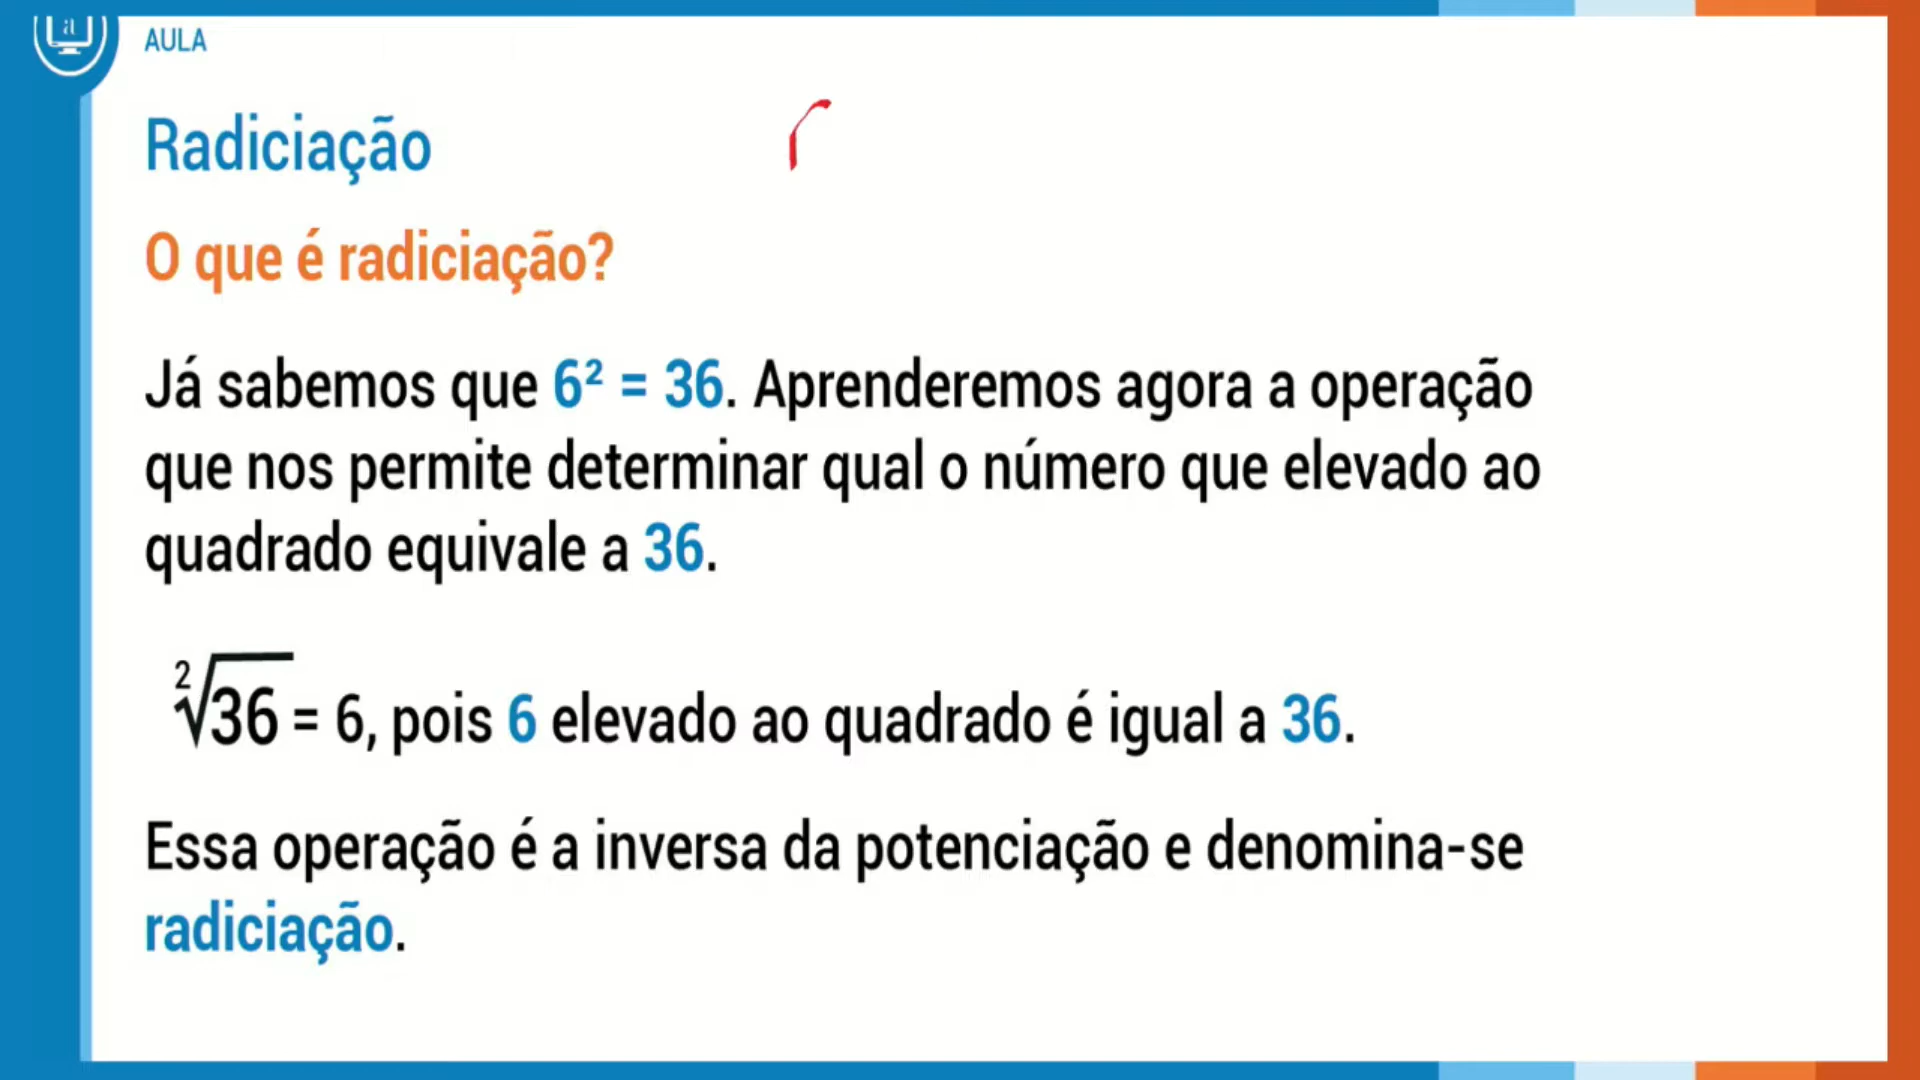 AULA
Radiciação
O que é radiciação?
Já sabemos que 6² = 36. Aprenderemos agora a operação
que nos permite determinar qual o número que elevado ao
quadrado equivale a 36.
²√36 = 6, pois 6 elevado ao quadrado é igual a 36.
Essa operação é a inversa da potenciação e denomina-se
radiciação.